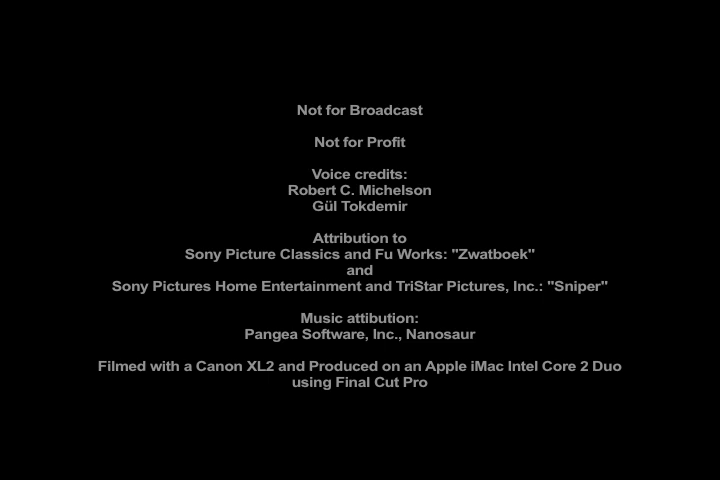 Not for Broadcast
Not for Profit
Voice credits:
Robert C. Michelson
Gül Tokdemir
Attribution to
Sony Picture Classics and Fu Works: "Zwatboek"
and
Sony Pictures Home Entertainment and TriStar Pictures, Inc.: "Sniper"
Music attibution:
Pangea Software, Inc., Nanosaur
Filmed with a Canon XL2 and Produced on an Apple iMac Intel Core 2 Duo
using Final Cut Pro